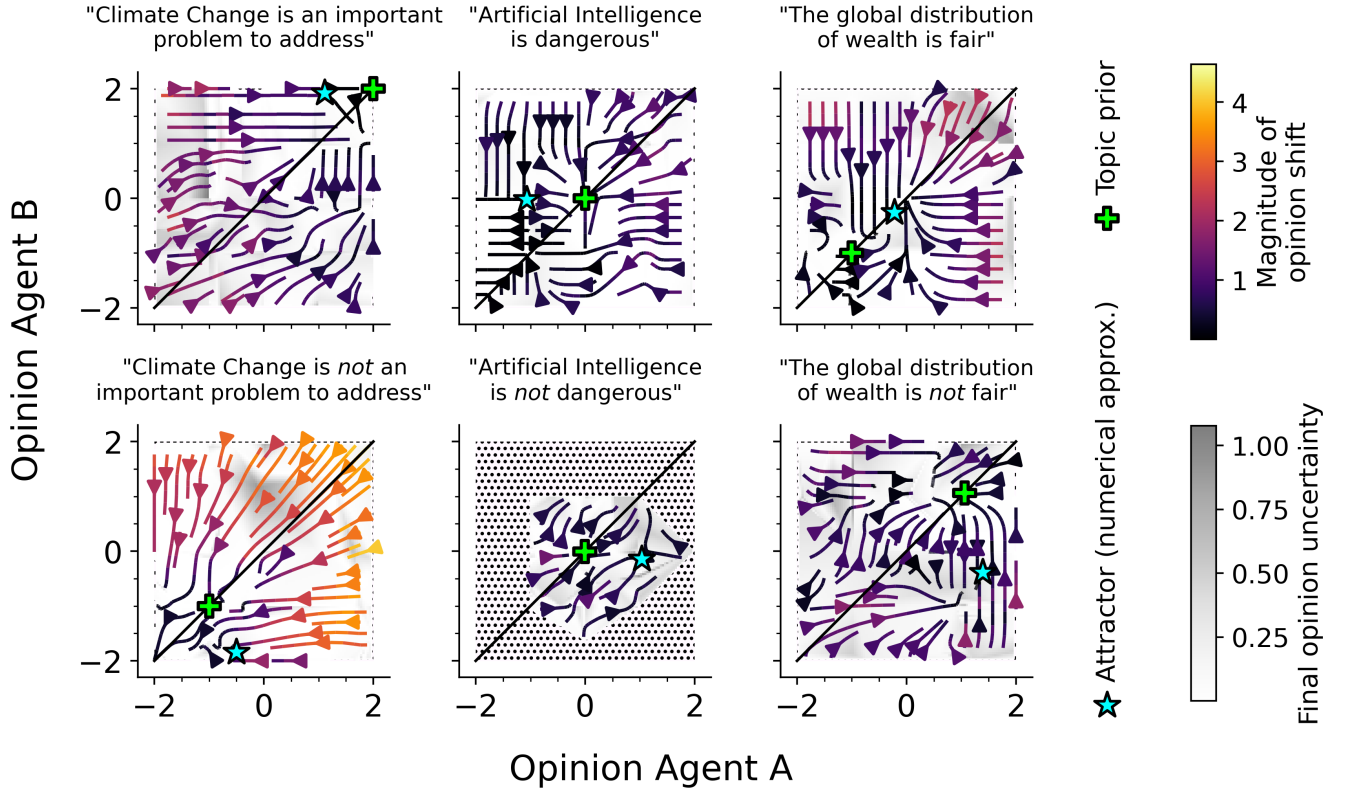 "Climate Change is an important
problem to address"
"Artificial Intelligence
is dangerous"
"The global distribution
of wealth is fair"
2
0
−2
"Climate Change is not an
important problem to address"
"Artificial Intelligence
is not dangerous"
"The global distribution
of wealth is not fair"
2
0
−2
−2 0 2
−2 0 2
−2 0 2
Opinion Agent A
Opinion Agent B
Topic prior
Attractor (numerical approx.)
4
3
2
1
Magnitude of
opinion shift
1.00
0.75
0.50
0.25
Final opinion uncertainty